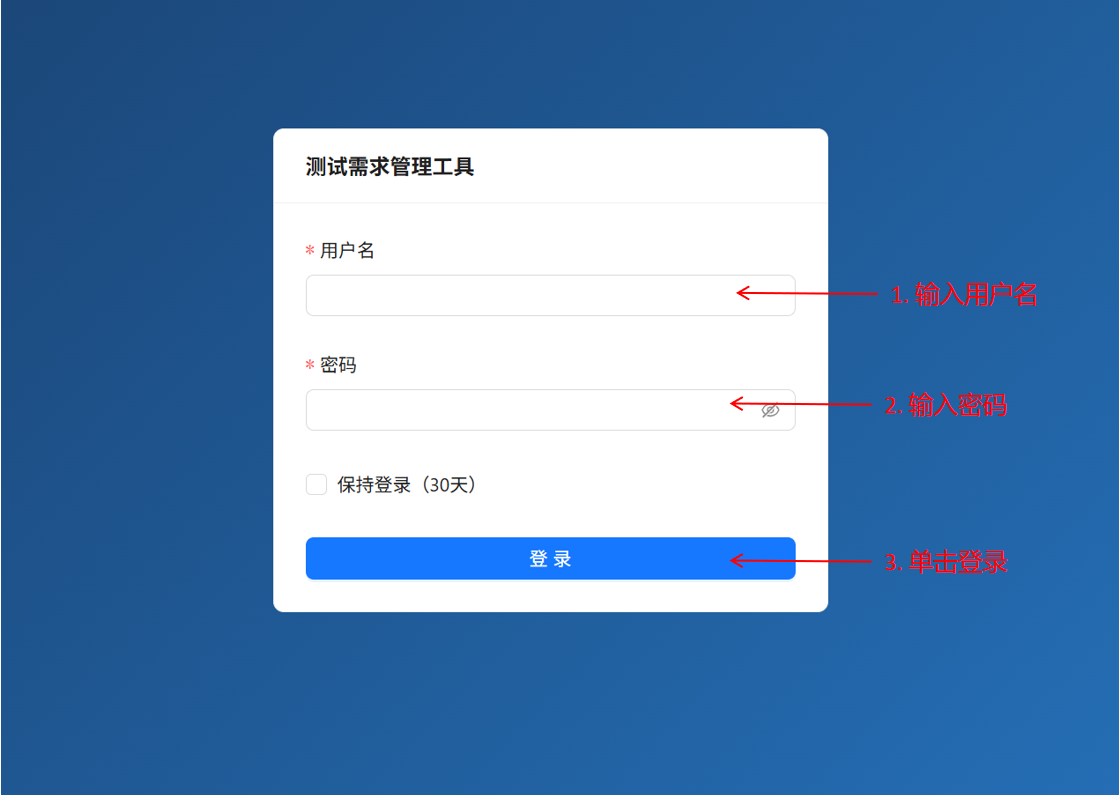 测试需求管理工具
* 用户名
1. 输入用户名
* 密码
2. 输入密码
保持登录（30天）
登 录
3. 单击登录